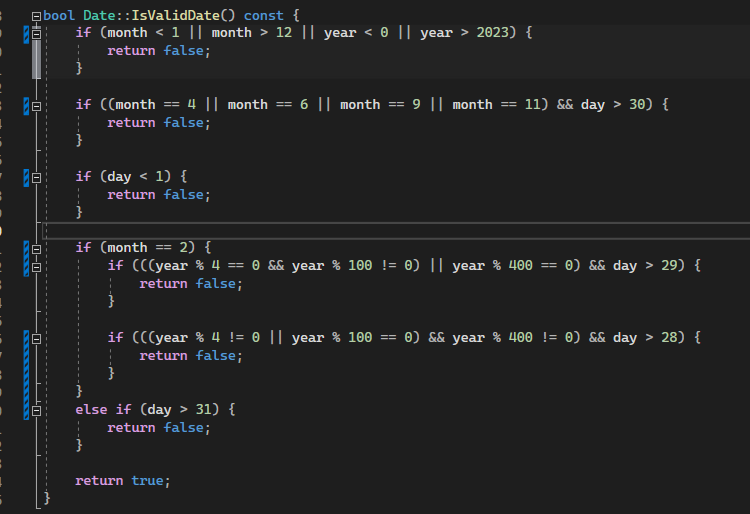 bool Date::IsValidDate() const {
    if (month < 1 || month > 12 || year < 0 || year > 2023) {
        return false;
    }

    if ((month == 4 || month == 6 || month == 9 || month == 11) && day > 30) {
        return false;
    }

    if (day < 1) {
        return false;
    }

    if (month == 2) {
        if (((year % 4 == 0 && year % 100 != 0) || year % 400 == 0) && day > 29) {
            return false;
        }

        if (((year % 4 != 0 || year % 100 == 0) && year % 400 != 0) && day > 28) {
            return false;
        }
    }
    else if (day > 31) {
        return false;
    }

    return true;
}